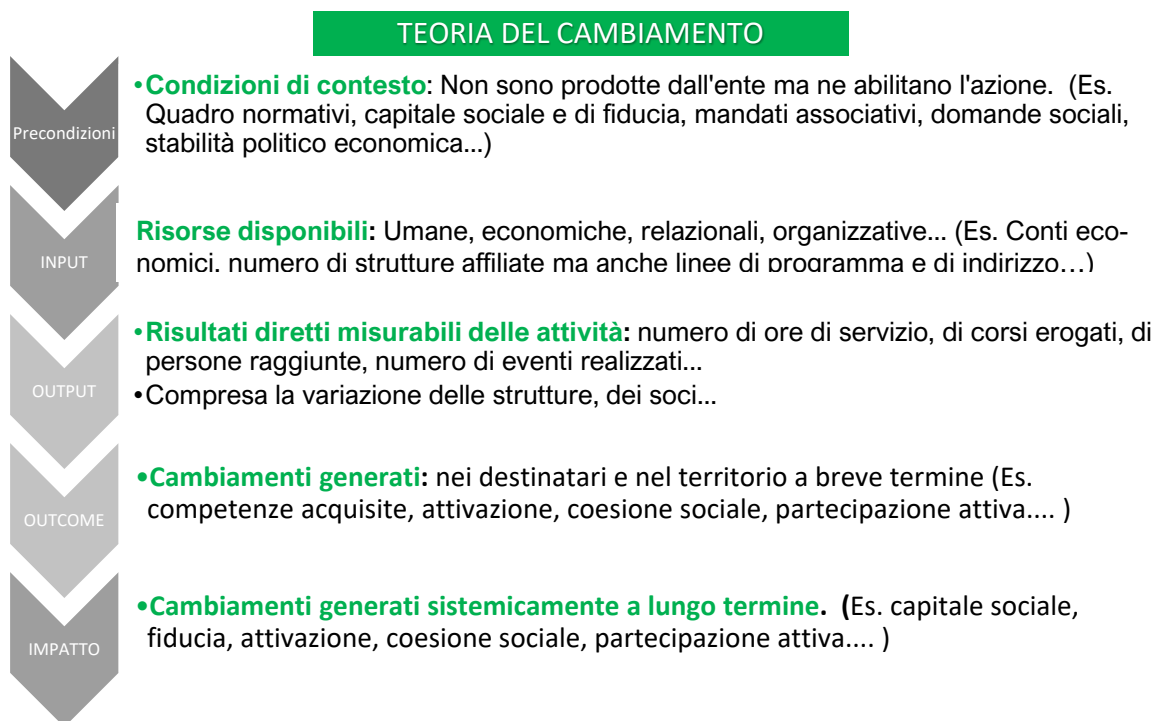 TEORIA DEL CAMBIAMENTO
Precondizioni
•Condizioni di contesto: Non sono prodotte dall'ente ma ne abilitano l'azione. (Es.
Quadro normativi, capitale sociale e di fiducia, mandati associativi, domande sociali,
stabilità politico economica...)
INPUT
Risorse disponibili: Umane, economiche, relazionali, organizzative... (Es. Conti eco-
nomici. numero di strutture affiliate ma anche linee di programma e di indirizzo…)
OUTPUT
•Risultati diretti misurabili delle attività: numero di ore di servizio, di corsi erogati, di
persone raggiunte, numero di eventi realizzati...
•Compresa la variazione delle strutture, dei soci...
OUTCOME
•Cambiamenti generati: nei destinatari e nel territorio a breve termine (Es.
competenze acquisite, attivazione, coesione sociale, partecipazione attiva.... )
IMPATTO
•Cambiamenti generati sistemicamente a lungo termine. (Es. capitale sociale,
fiducia, attivazione, coesione sociale, partecipazione attiva.... )